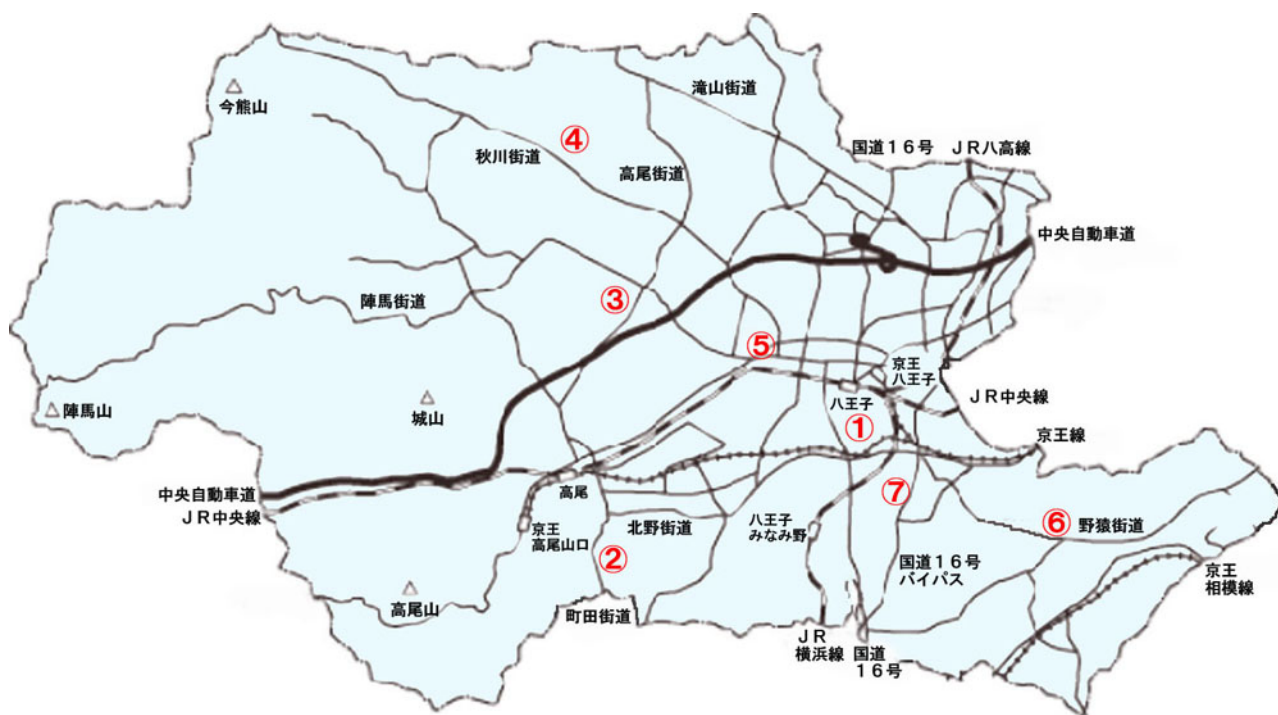 滝山街道
今熊山
④
国道１６号
ＪＲ八高線
秋川街道
高尾街道
中央自動車道
③
陣馬街道
⑤
京王
八王子
陣馬山
城山
八王子
ＪＲ中央線
①
京王線
中央自動車道
ＪＲ中央線
高尾
⑦
京王
高尾山口
北野街道
八王子
みなみ野
⑥
野猿街道
②
国道１６号
バイパス
京王
相模線
高尾山
町田街道
ＪＲ
横浜線
国道
１６号